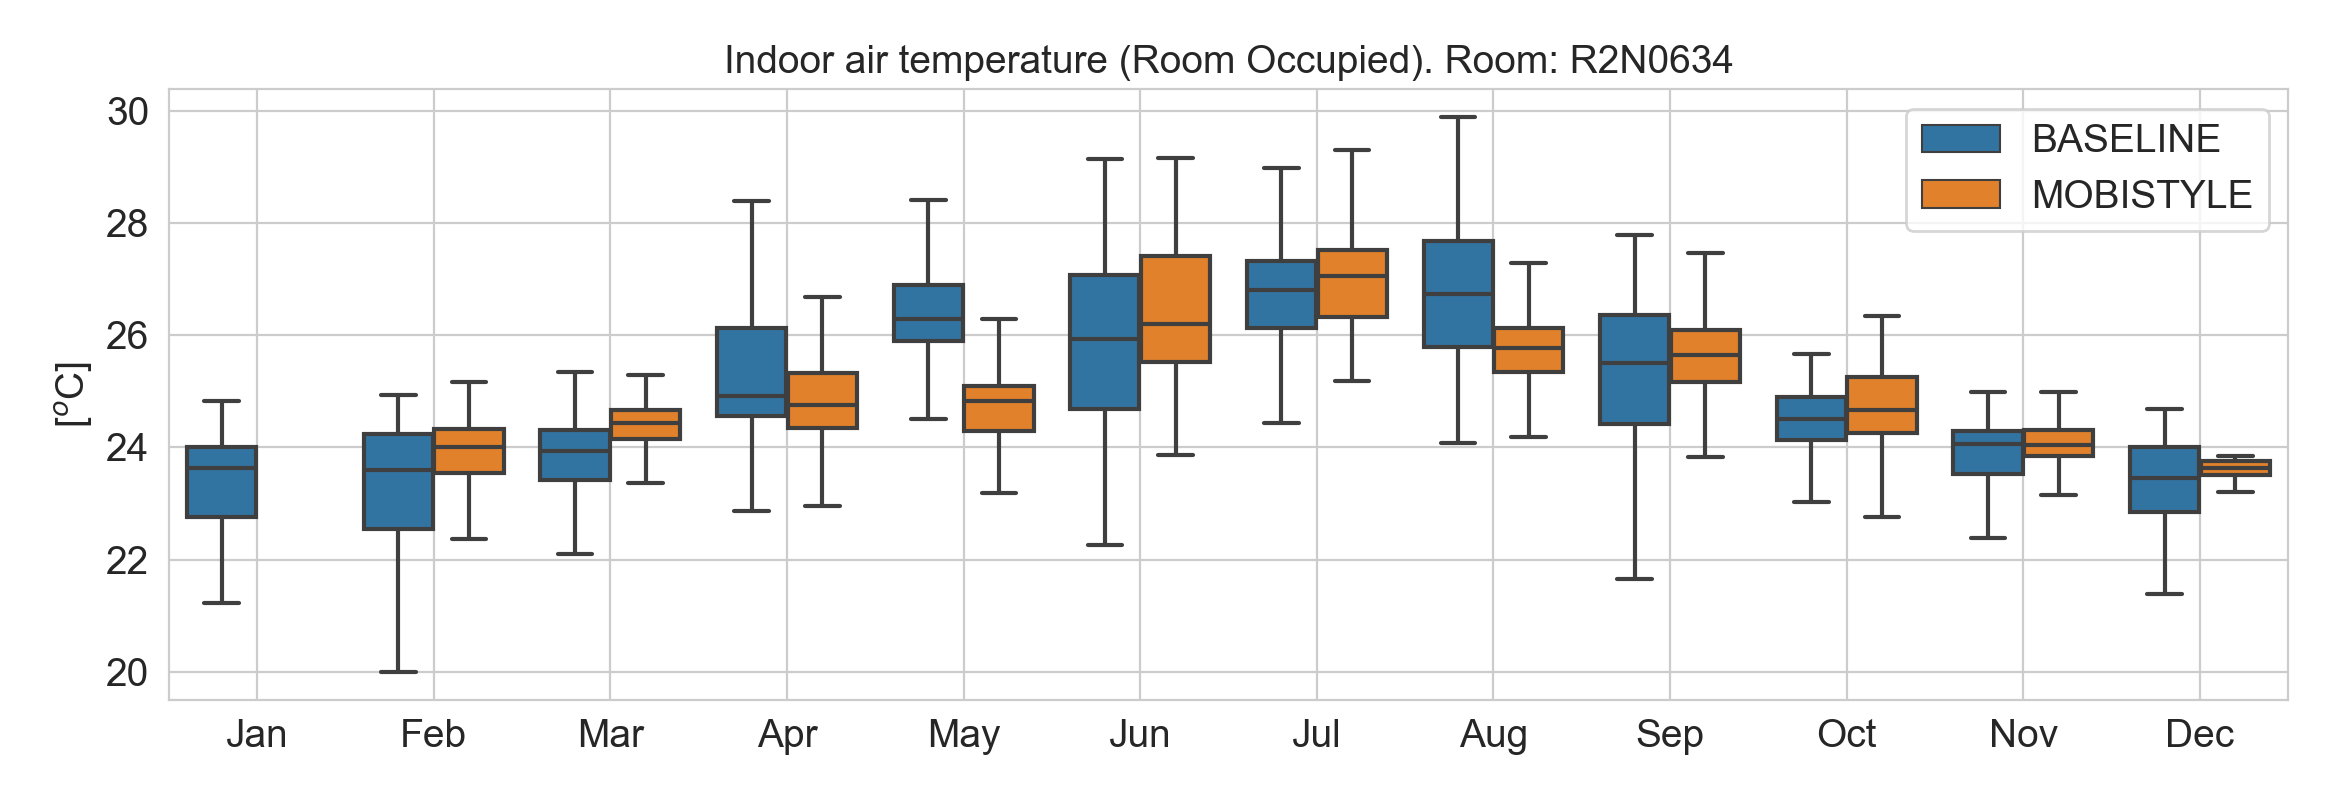 Indoor air temperature (Room Occupied). Room: R2N0634
30
28
26
24
22
20
[°C]
BASELINE
MOBISTYLE
Jan Feb Mar Apr May Jun Jul Aug Sep Oct Nov Dec